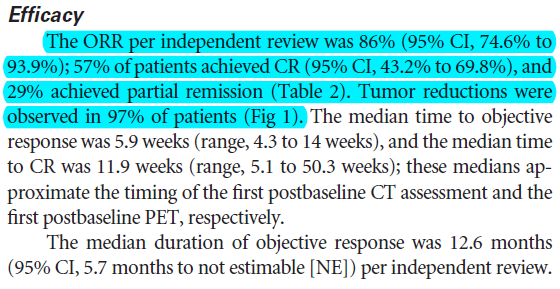 Efficacy
The ORR per independent review was 86% (95% CI, 74.6% to
93.9%); 57% of patients achieved CR (95% CI, 43.2% to 69.8%), and
29% achieved partial remission (Table 2). Tumor reductions were
observed in 97% of patients (Fig 1). The median time to objective
response was 5.9 weeks (range, 4.3 to 14 weeks), and the median time
to CR was 11.9 weeks (range, 5.1 to 50.3 weeks); these medians ap-
proximate the timing of the first postbaseline CT assessment and the
first postbaseline PET, respectively.
The median duration of objective response was 12.6 months
(95% CI, 5.7 months to not estimable [NE]) per independent review.